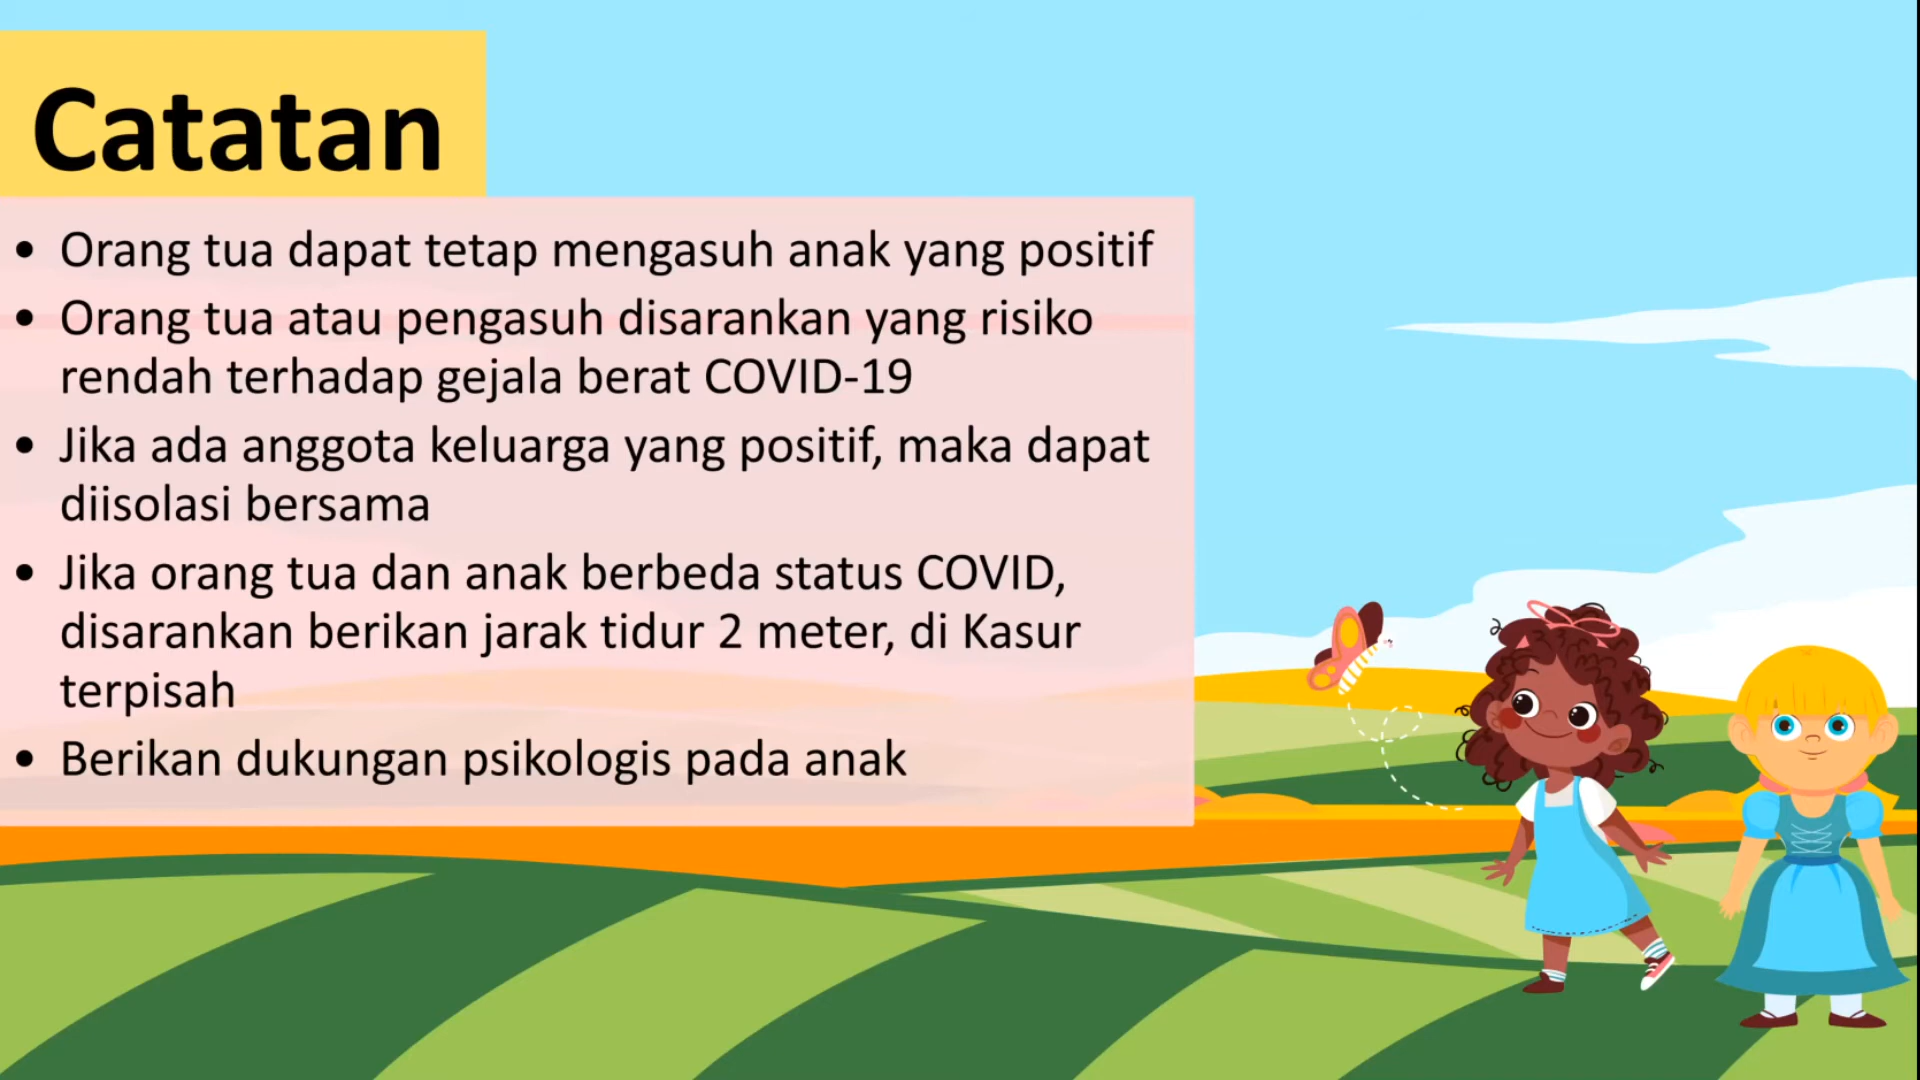 Catatan
• Orang tua dapat tetap mengasuh anak yang positif
• Orang tua atau pengasuh disarankan yang risiko
rendah terhadap gejala berat COVID-19
• Jika ada anggota keluarga yang positif, maka dapat
diisolasi bersama
• Jika orang tua dan anak berbeda status COVID,
disarankan berikan jarak tidur 2 meter, di Kasur
terpisah
• Berikan dukungan psikologis pada anak